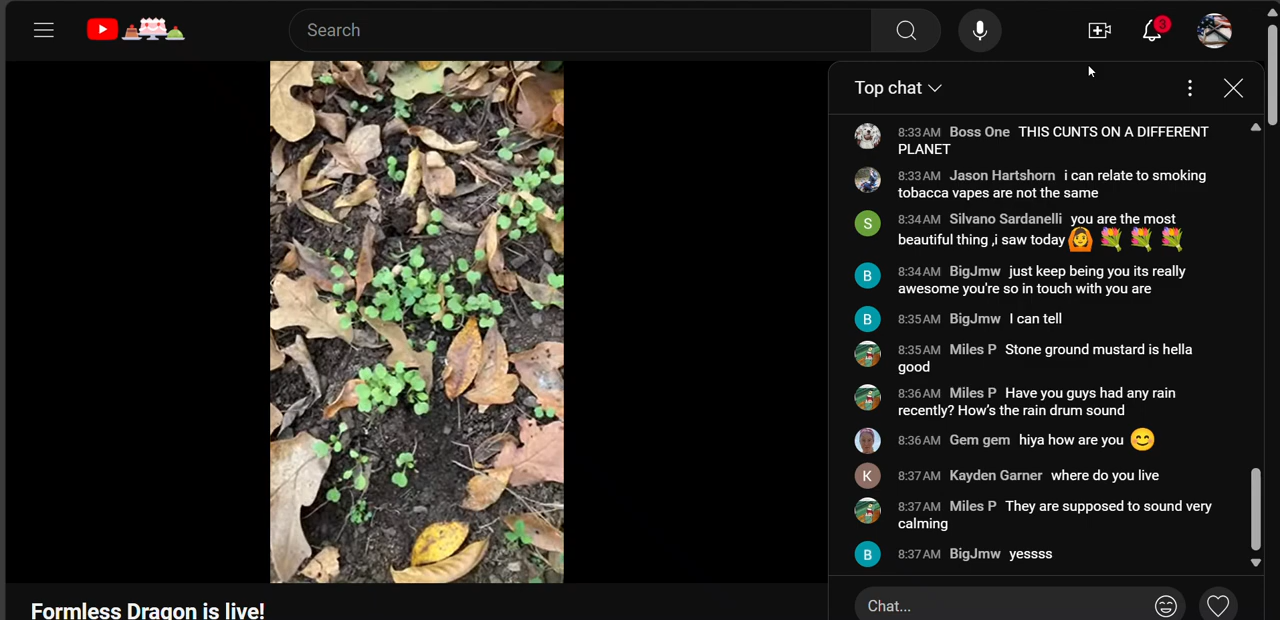 Search
3
Top chat
8:33 AM Boss One THIS CUNTS ON A DIFFERENT
PLANET
8:33 AM Jason Hartshorn i can relate to smoking
tobacca vapes are not the same
S
8:34 AM Silvano Sardanelli you are the most
beautiful thing ,i saw today
B
8:34 AM BigJmw just keep being you its really
awesome you're so in touch with you are
B
8:35 AM BigJmw I can tell
8:35 AM Miles P Stone ground mustard is hella
good
8:36 AM Miles P Have you guys had any rain
recently? How's the rain drum sound
8:36 AM Gem gem hiya how are you
K
8:37 AM Kayden Garner where do you live
8:37 AM Miles P They are supposed to sound very
calming
B
8:37 AM BigJmw yessss
Formless Dragon is live!
Chat...